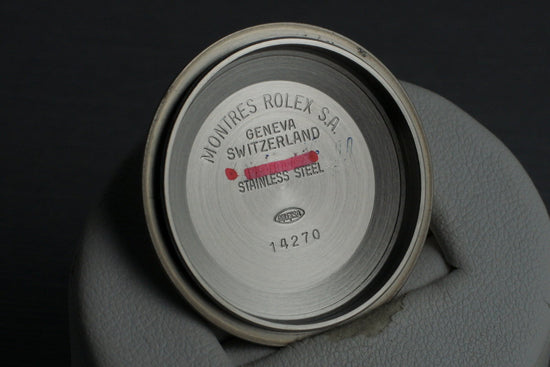 MONTRES ROLEX S.A.
GENEVA
SWITZERLAND
STAINLESS STEEL
14270